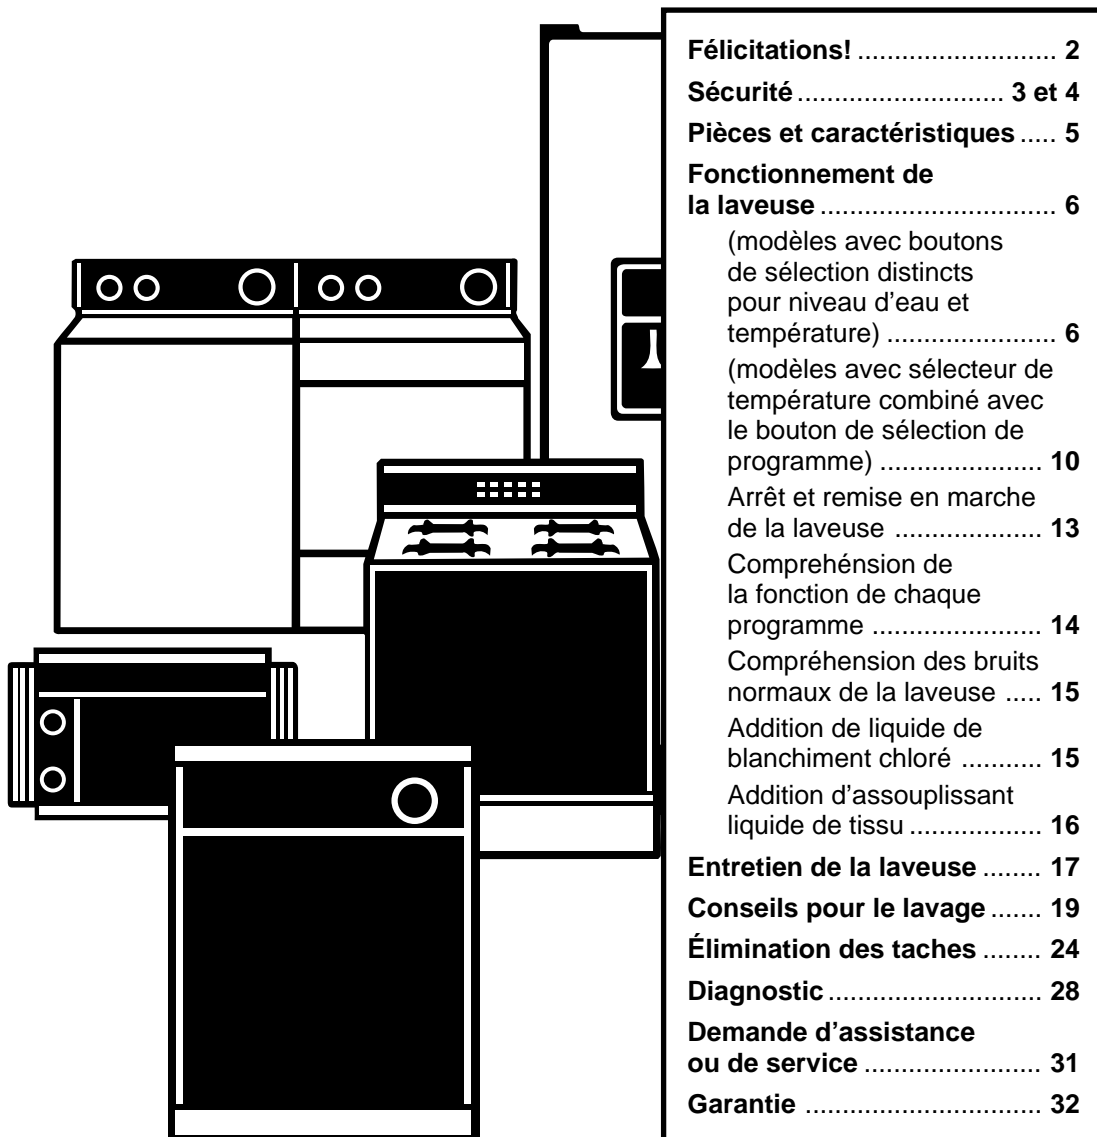 Félicitations! ........................... 2
Sécurité ............................ 3 et 4
Pièces et caractéristiques ..... 5
Fonctionnement de
la laveuse ................................ 6
(modèles avec boutons
de sélection distincts
pour niveau d'eau et
température) ....................... 6
(modèles avec sélecteur de
température combiné avec
le bouton de sélection de
programme) ...................... 10
Arrêt et remise en marche
de la laveuse .................... 13
Comprehénsion de
la fonction de chaque
programme ....................... 14
Compréhension des bruits
normaux de la laveuse ..... 15
Addition de liquide de
blanchiment chloré ........... 15
Addition d'assouplissant
liquide de tissu .................. 16
Entretien de la laveuse ........ 17
Conseils pour le lavage ....... 19
Élimination des taches ........ 24
Diagnostic ............................. 28
Demande d'assistance
ou de service ........................ 31
Garantie ................................ 32